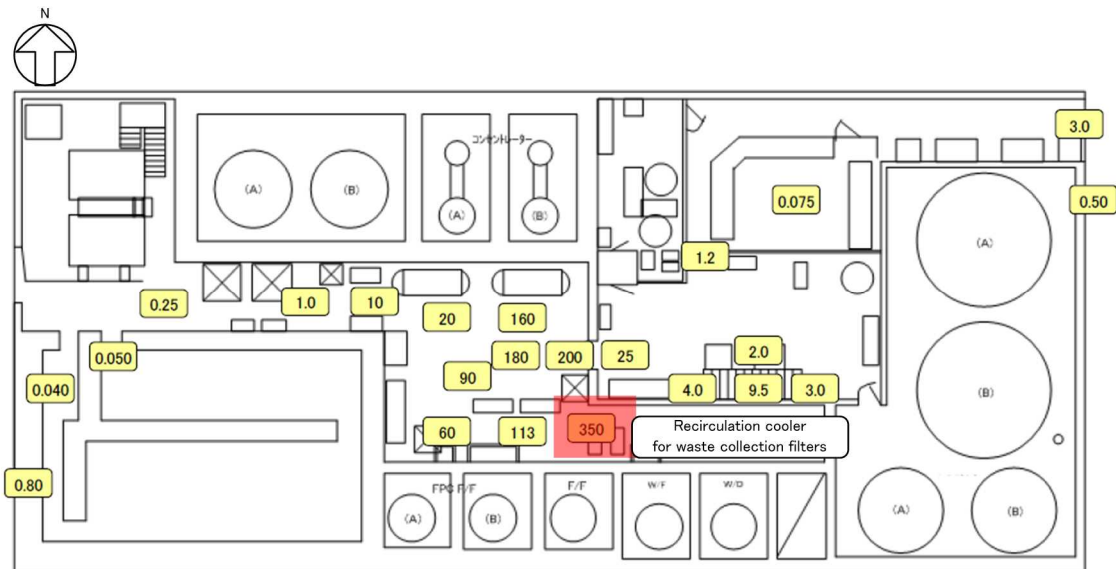 N
コンセントレーター
3.0
(A)
(B)
(A)
(B)
0.075
0.50
(A)
1.2
0.25
1.0
10
20
160
0.050
180
200
25
2.0
0.040
90
4.0
9.5
3.0
(B)
60
113
350
Recirculation cooler
for waste collection filters
0.80
FPC F/F
F/F
W/F
W/D
(A)
(B)
(A)
(B)